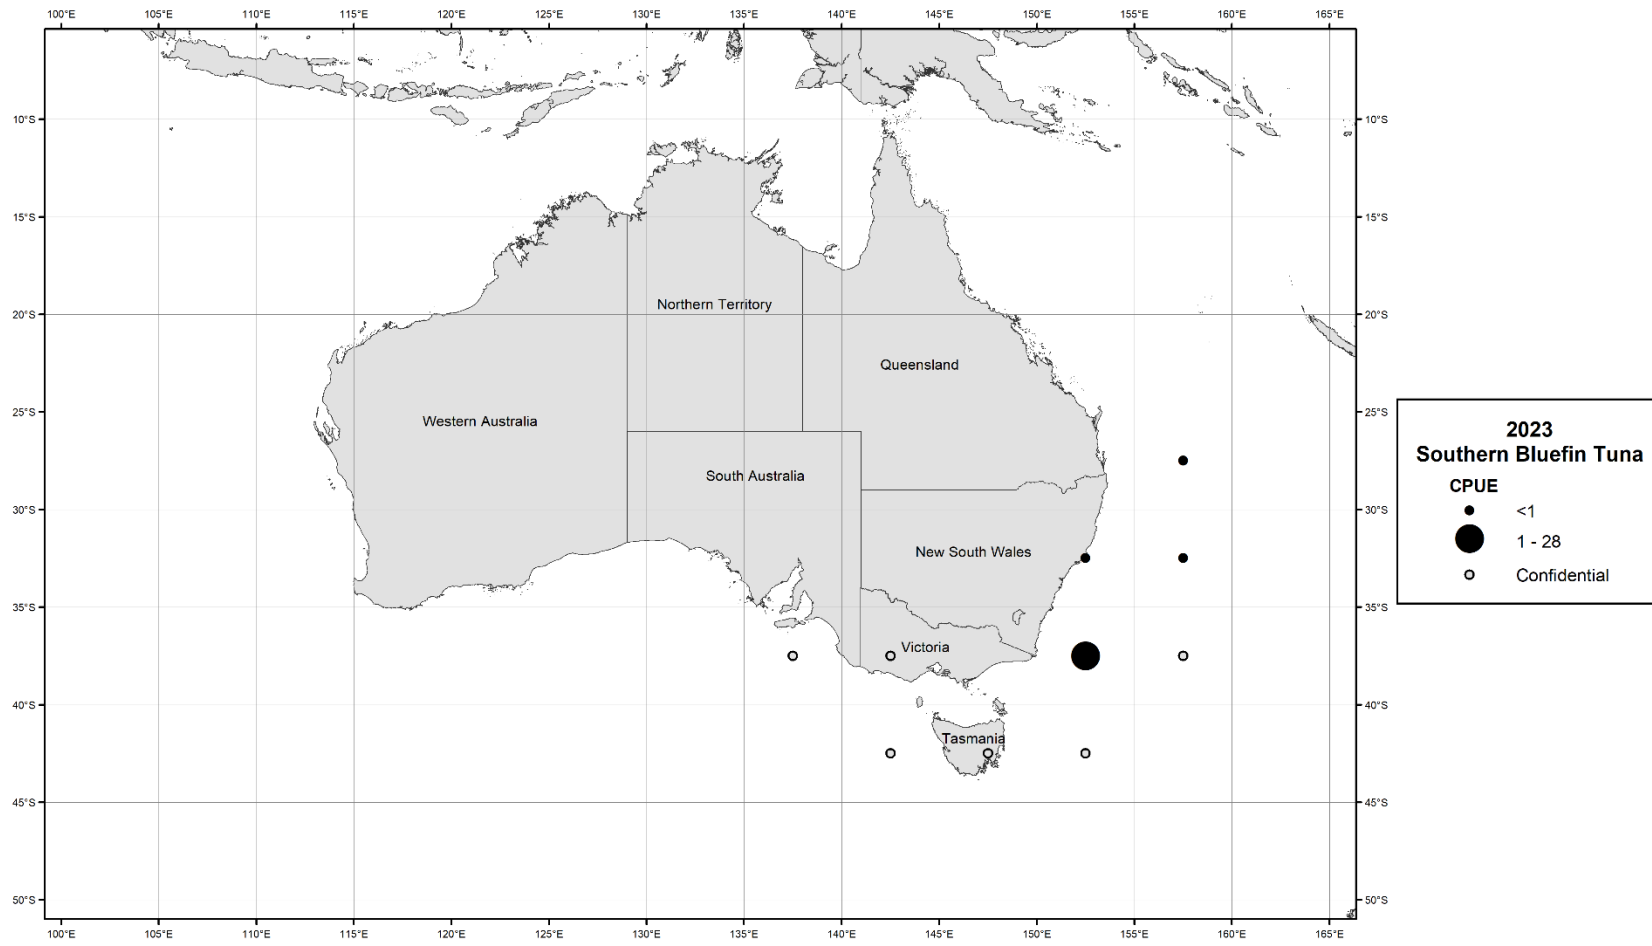 100°E 105°E 110°E 115°E 120°E 125°E 130°E 135°E 140°E 145°E 150°E 155°E 160°E 165°E
10°S 10°S
15°S 15°S
Northern Territory
20°S 20°S
Queensland
25°S 25°S
Western Australia
2023
Southern Bluefin Tuna
South Australia
CPUE
<1
30°S 30°S
1 - 28
New South Wales
Confidential
35°S 35°S
Victoria
40°S 40°S
Tasmania
45°S 45°S
50°S 50°S
100°E 105°E 110°E 115°E 120°E 125°E 130°E 135°E 140°E 145°E 150°E 155°E 160°E 165°E